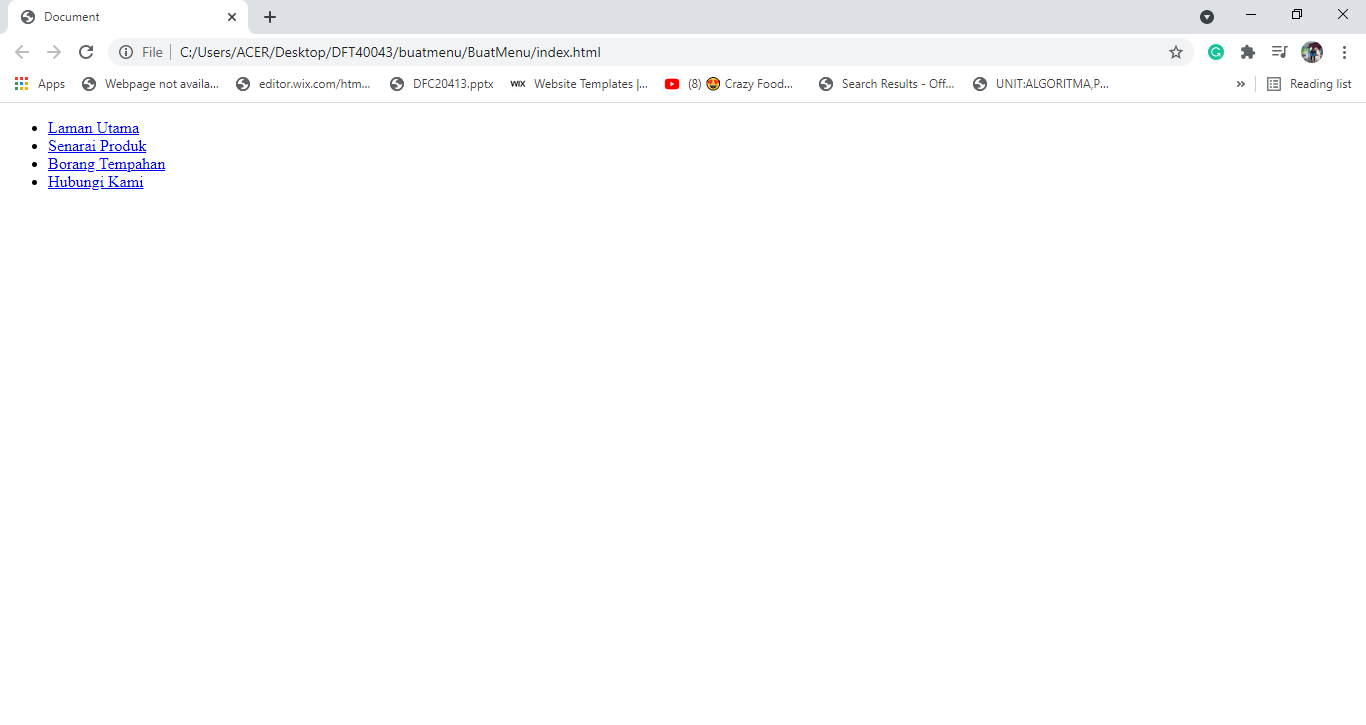 Document
File C:/Users/ACER/Desktop/DFT40043/buatmenu/BuatMenu/index.html
Apps Webpage not availa... editor.wix.com/htm... DFC20413.pptx WIX Website Templates |... (8) 😍 Crazy Food... Search Results - Off... UNIT:ALGORITMA,P... » Reading list
• Laman Utama
• Senarai Produk
• Borang Tempahan
• Hubungi Kami